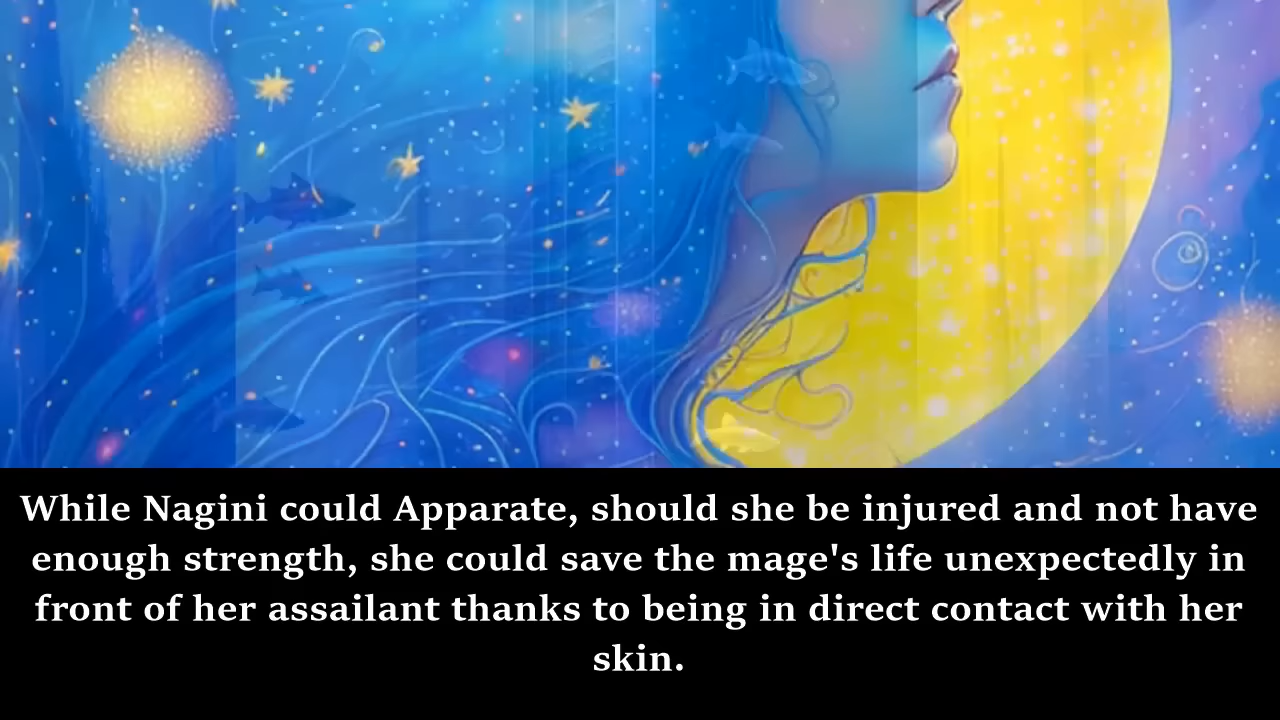 While Nagini could Apparate, should she be injured and not have
enough strength, she could save the mage's life unexpectedly in
front of her assailant thanks to being in direct contact with her
skin.